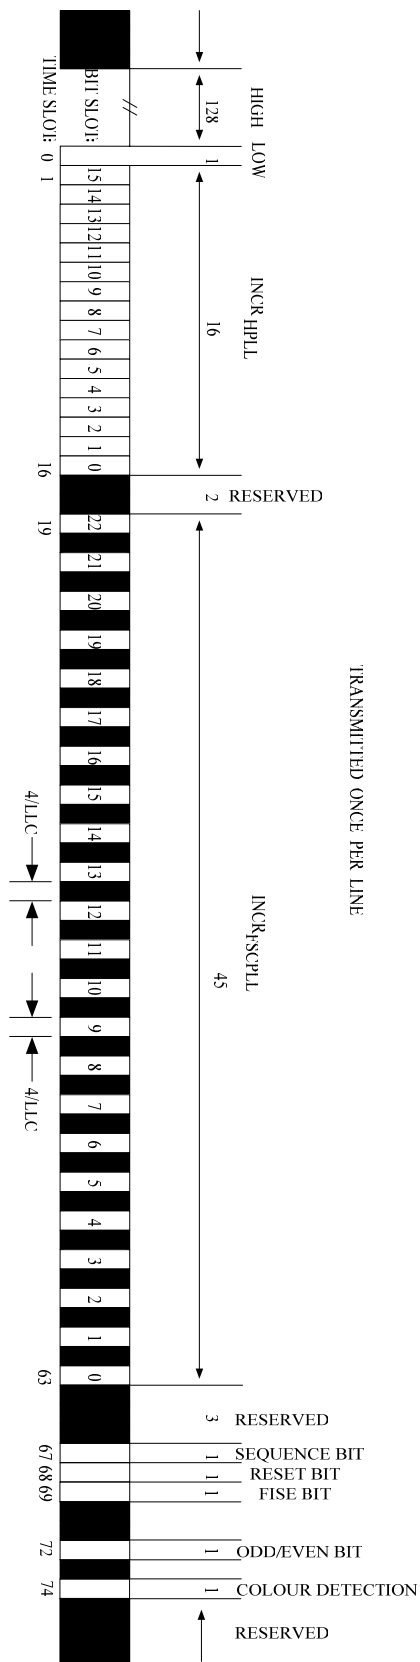 HIGH LOW
128
1
INCR HPLL
16
2 RESERVED
TRANSMITTED ONCE PER LINE
INCR FSCPLL
45
3 RESERVED
1 SEQUENCE BIT
1 RESET BIT
1 FISE BIT
1 ODD/EVEN BIT
1 COLOUR DETECTION
RESERVED
BIT SLOT: 15 14 13 12 11 10 9 8 7 6 5 4 3 2 1 0 22 21 20 19 18 17 16 15 14 13 12 11 10 9 8 7 6 5 4 3 2 1 0
TIME SLOT: 0 1 16 19 63 67 68 69 72 74
4/LLC
4/LLC